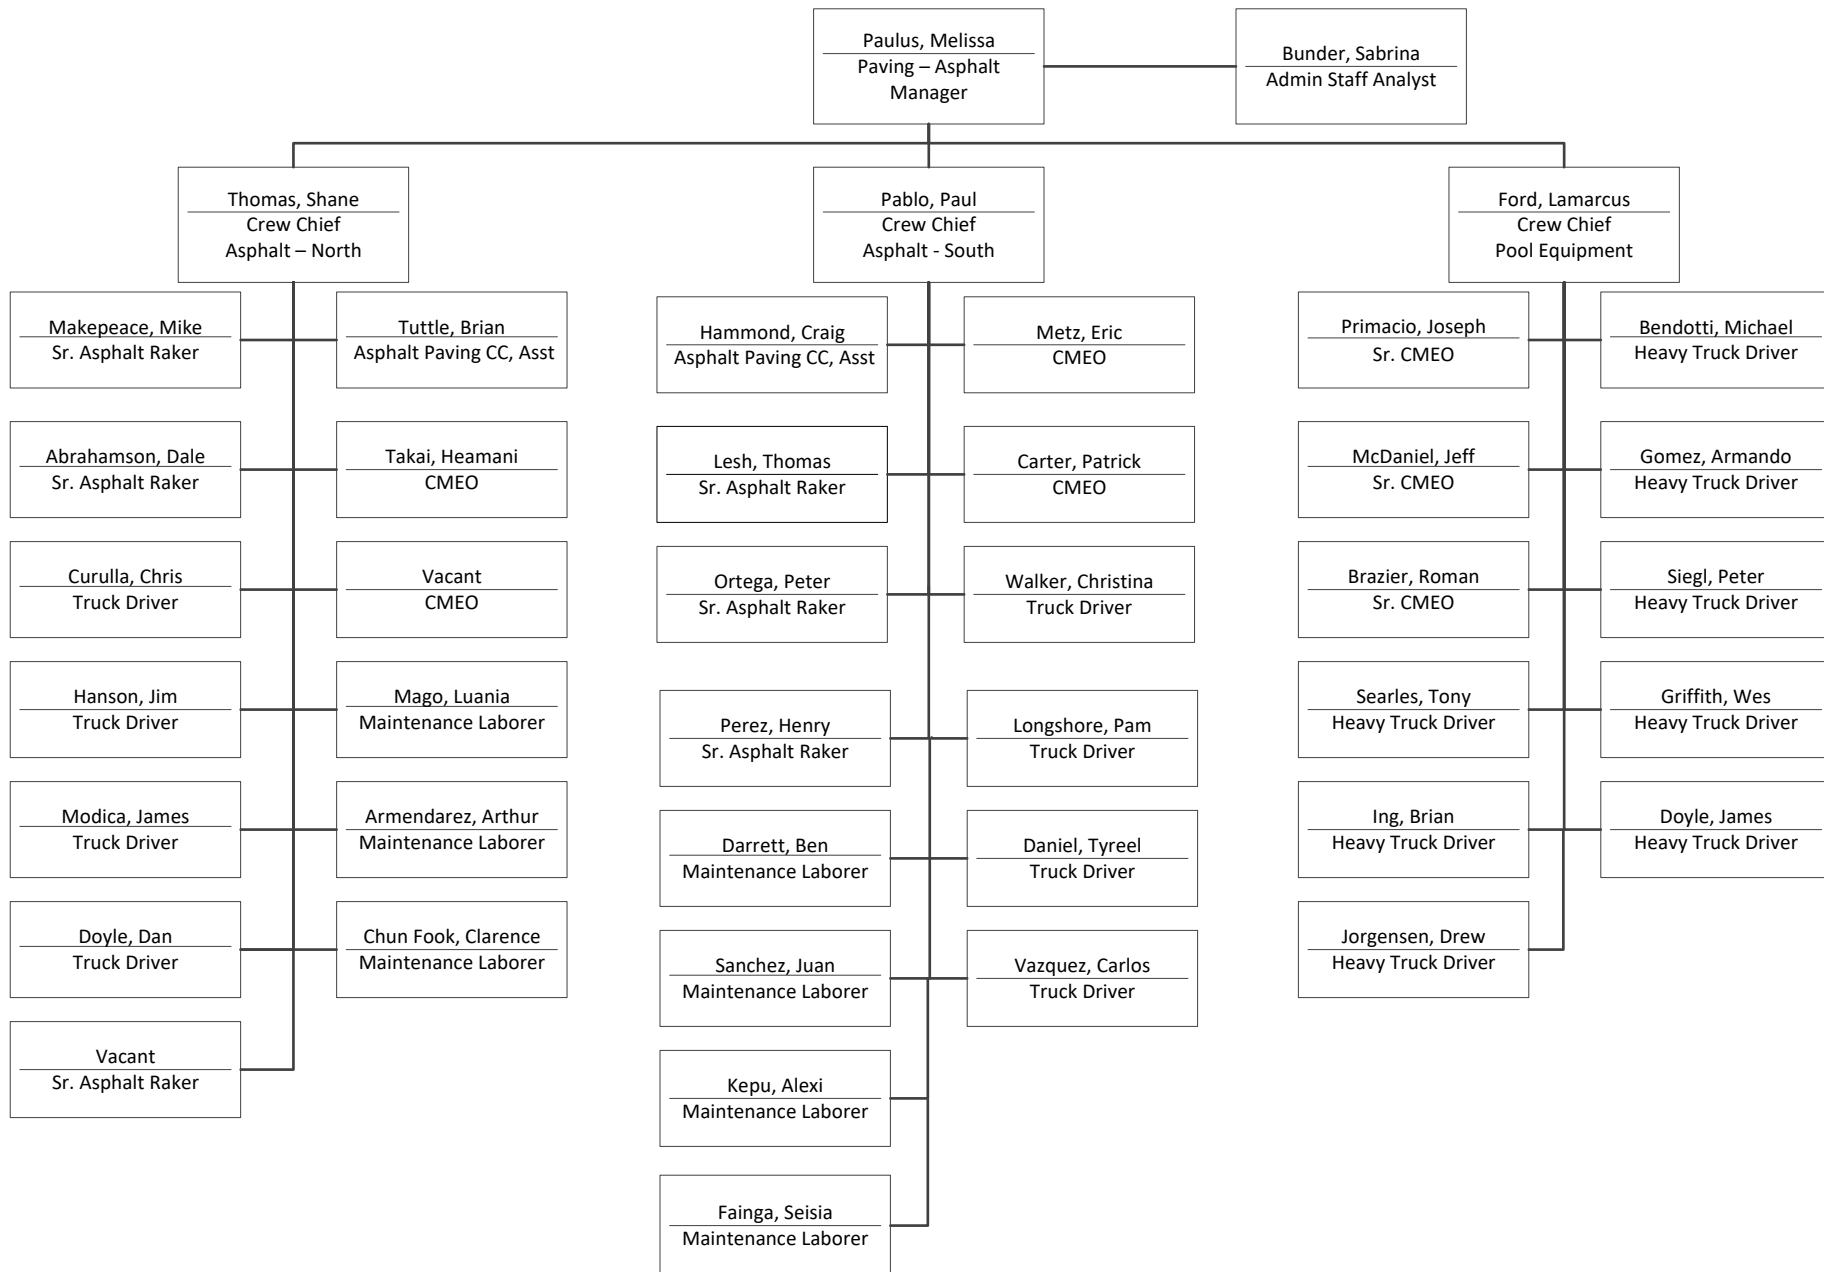 Paulus, Melissa
Paving – Asphalt
Manager
Bunder, Sabrina
Admin Staff Analyst
Thomas, Shane
Crew Chief
Asphalt – North
Pablo, Paul
Crew Chief
Asphalt - South
Ford, Lamarcus
Crew Chief
Pool Equipment
Makepeace, Mike
Sr. Asphalt Raker
Tuttle, Brian
Asphalt Paving CC, Asst
Abrahamson, Dale
Sr. Asphalt Raker
Takai, Heamani
CMEO
Curulla, Chris
Truck Driver
Vacant
CMEO
Hanson, Jim
Truck Driver
Mago, Luania
Maintenance Laborer
Modica, James
Truck Driver
Armendarez, Arthur
Maintenance Laborer
Doyle, Dan
Truck Driver
Chun Fook, Clarence
Maintenance Laborer
Vacant
Sr. Asphalt Raker
Hammond, Craig
Asphalt Paving CC, Asst
Metz, Eric
CMEO
Lesh, Thomas
Sr. Asphalt Raker
Carter, Patrick
CMEO
Ortega, Peter
Sr. Asphalt Raker
Walker, Christina
Truck Driver
Perez, Henry
Sr. Asphalt Raker
Longshore, Pam
Truck Driver
Darrett, Ben
Maintenance Laborer
Daniel, Tyreel
Truck Driver
Sanchez, Juan
Maintenance Laborer
Vazquez, Carlos
Truck Driver
Kepu, Alexi
Maintenance Laborer
Fainga, Seisia
Maintenance Laborer
Primacio, Joseph
Sr. CMEO
Bendotti, Michael
Heavy Truck Driver
McDaniel, Jeff
Sr. CMEO
Gomez, Armando
Heavy Truck Driver
Brazier, Roman
Sr. CMEO
Siegl, Peter
Heavy Truck Driver
Searles, Tony
Heavy Truck Driver
Griffith, Wes
Heavy Truck Driver
Ing, Brian
Heavy Truck Driver
Doyle, James
Heavy Truck Driver
Jorgensen, Drew
Heavy Truck Driver